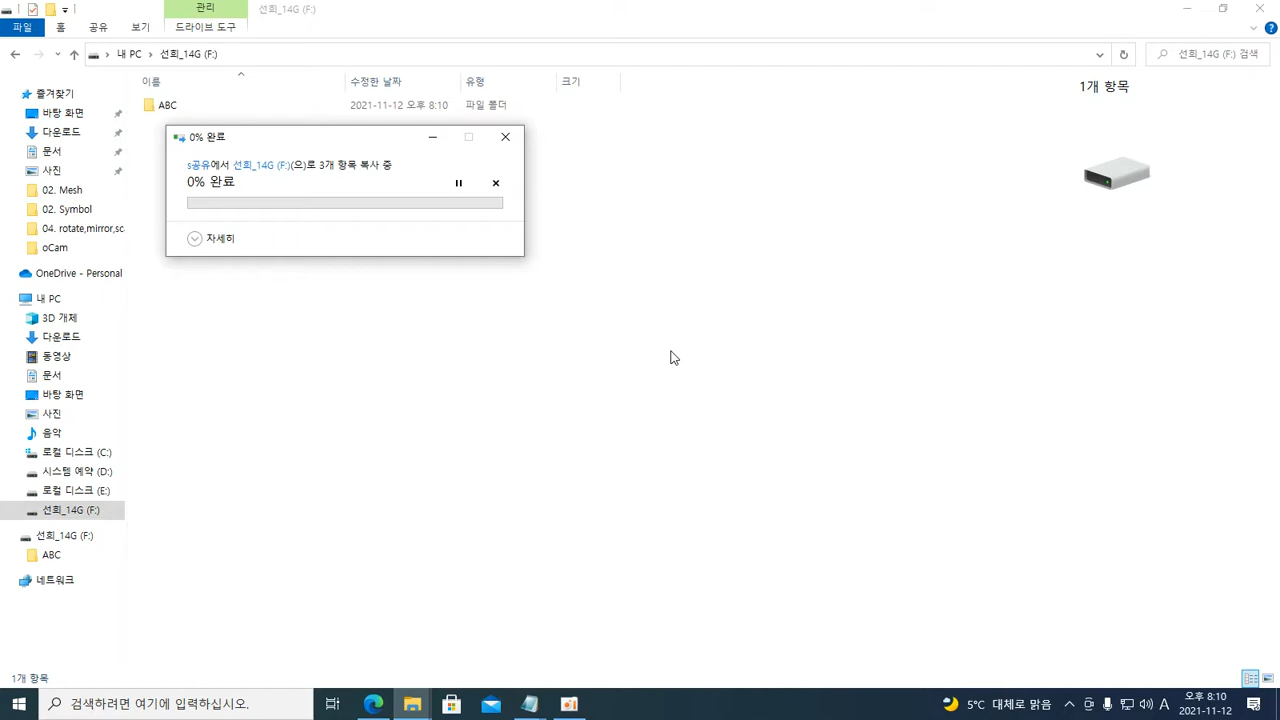 관리
선희_14G (F:)
파일
홈
공유
보기
드라이브 도구
내 PC
선희_14G (F:)
선희_14G (F:) 검색
이름
수정한 날짜
유형
크기
1개 항목
ABC
2021-11-12 오후 8:10
파일 폴더
0% 완료
s공유에서 선희_14G (F:)(으)로 3개 항목 복사 중
0% 완료
자세히
즐겨찾기
바탕 화면
다운로드
문서
사진
02. Mesh
02. Symbol
04. rotate,mirror,sc
oCam
OneDrive - Personal
내 PC
3D 개체
다운로드
동영상
문서
바탕 화면
사진
음악
로컬 디스크 (C:)
시스템 예약 (D:)
로컬 디스크 (E:)
선희_14G (F:)
선희_14G (F:)
ABC
네트워크
1개 항목
검색하려면 여기에 입력하십시오.
5°C 대체로 맑음
A
오후 8:10
2021-11-12